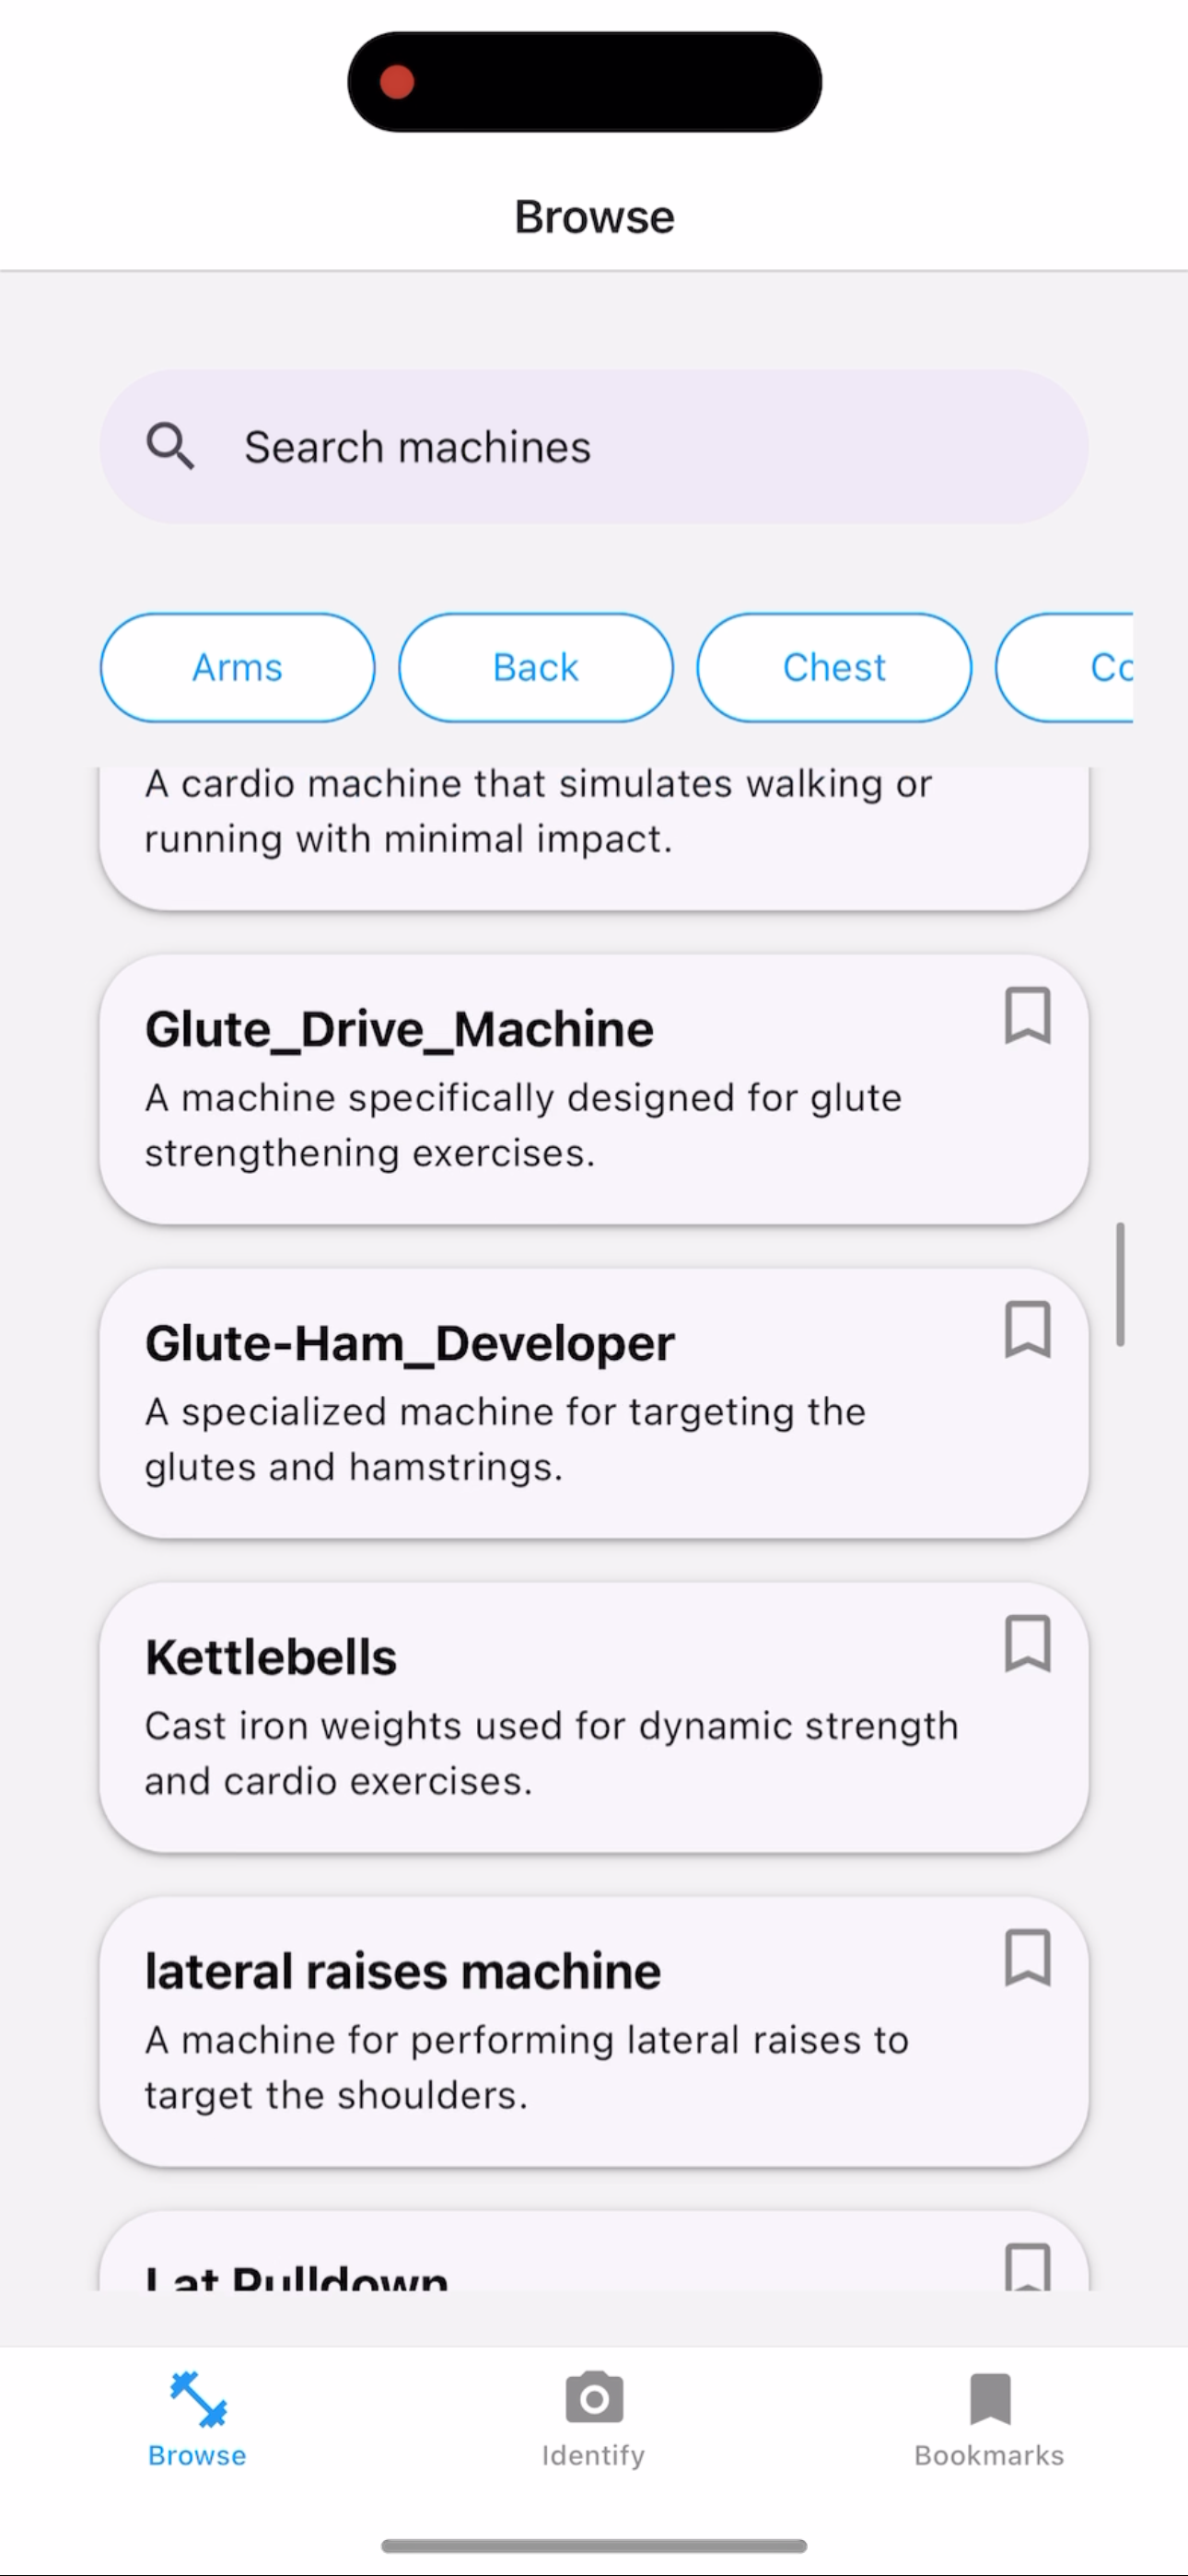 Browse
Search machines
Arms
Back
Chest
Co
A cardio machine that simulates walking or
running with minimal impact.
Glute_Drive_Machine
A machine specifically designed for glute
strengthening exercises.
Glute-Ham_Developer
A specialized machine for targeting the
glutes and hamstrings.
Kettlebells
Cast iron weights used for dynamic strength
and cardio exercises.
lateral raises machine
A machine for performing lateral raises to
target the shoulders.
Lat Pulldown
Browse
Identify
Bookmarks